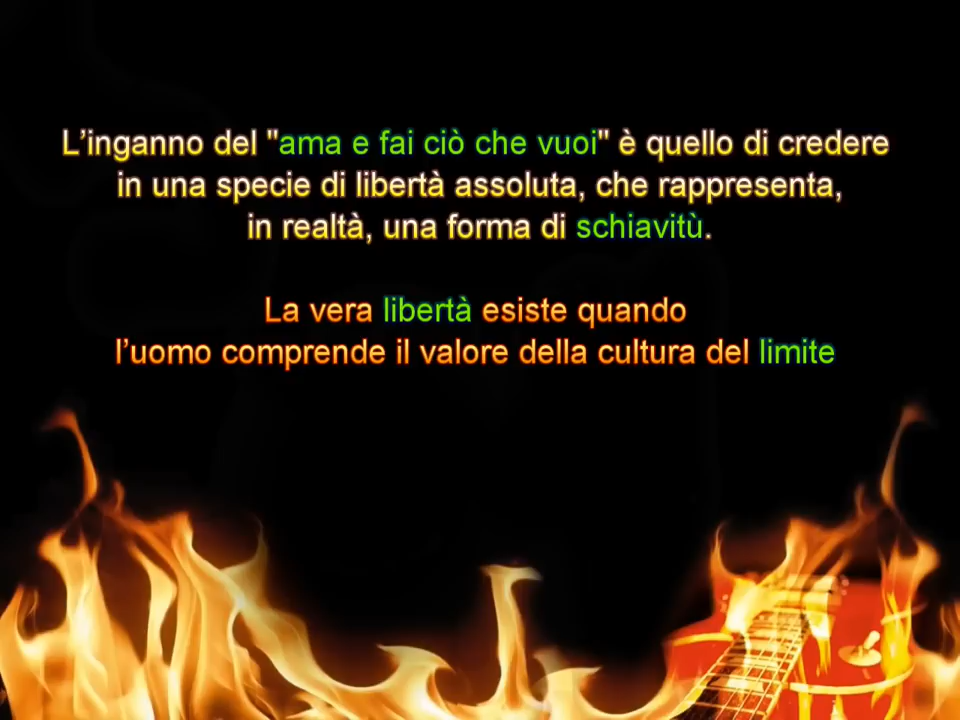 L’inganno del "ama e fai ciò che vuoi" è quello di credere
in una specie di libertà assoluta, che rappresenta,
in realtà, una forma di schiavitù.
La vera libertà esiste quando
l’uomo comprende il valore della cultura del limite